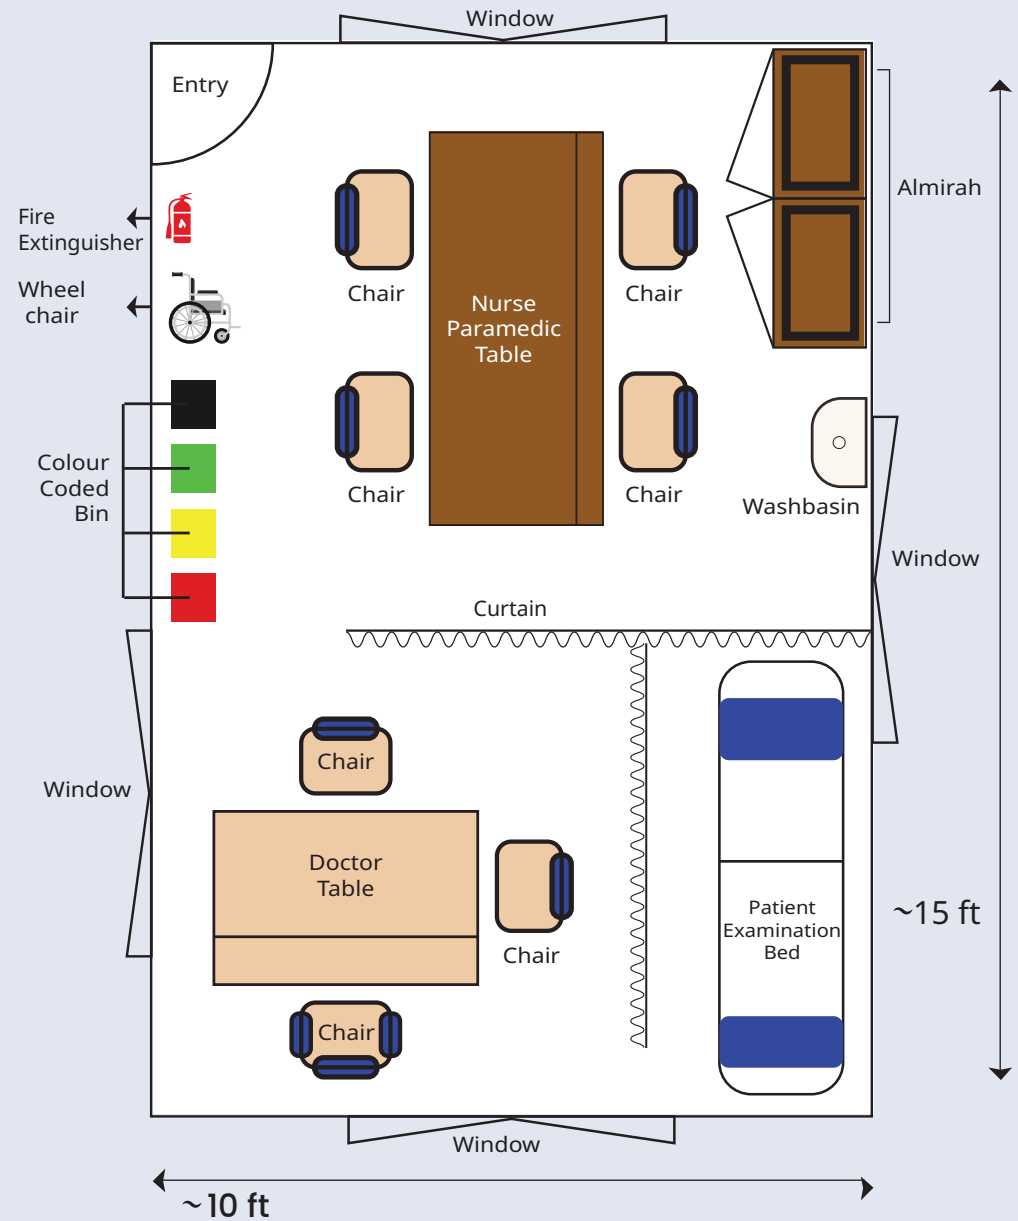 Window
Entry
Almirah
Fire
Extinguisher
Wheel
chair
Chair
Chair
Nurse
Paramedic
Table
Chair
Chair
Colour
Coded
Bin
Washbasin
Window
Curtain
Window
Chair
Doctor
Table
Chair
Chair
Patient
Examination
Bed
~15 ft
Window
~10 ft